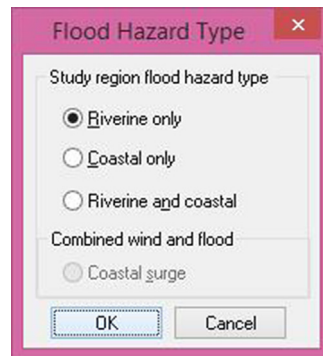 Flood Hazard Type
Study region flood hazard type
Riverine only
Coastal only
Riverine and coastal
Combined wind and flood
Coastal surge
OK Cancel